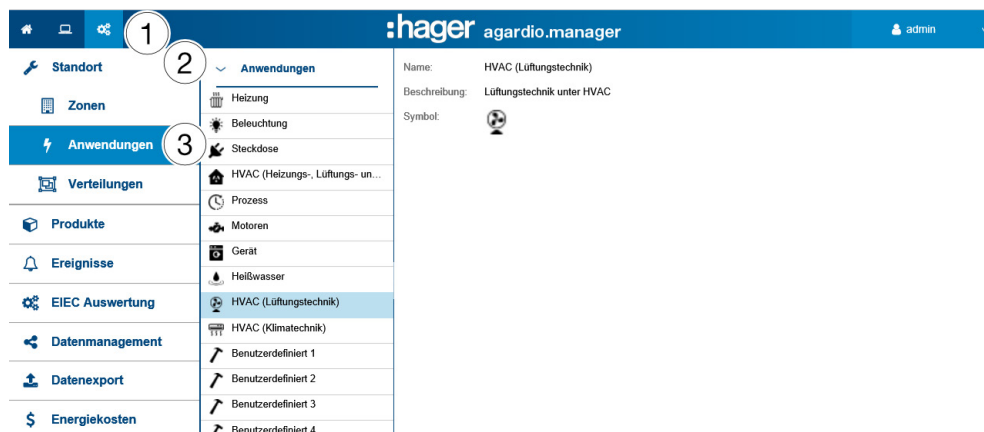 :hager agardio.manager
admin
1
2
3
Standort
Zonen
Anwendungen
Verteilungen
Produkte
Ereignisse
EIEC Auswertung
Datenmanagement
Datenexport
Energiekosten
Anwendungen
Heizung
Beleuchtung
Steckdose
HVAC (Heizungs-, Lüftungs- un...
Prozess
Motoren
Gerät
Heißwasser
HVAC (Lüftungstechnik)
HVAC (Klimatechnik)
Benutzerdefiniert 1
Benutzerdefiniert 2
Benutzerdefiniert 3
Benutzerdefiniert 4
Name: HVAC (Lüftungstechnik)
Beschreibung: Lüftungstechnik unter HVAC
Symbol: